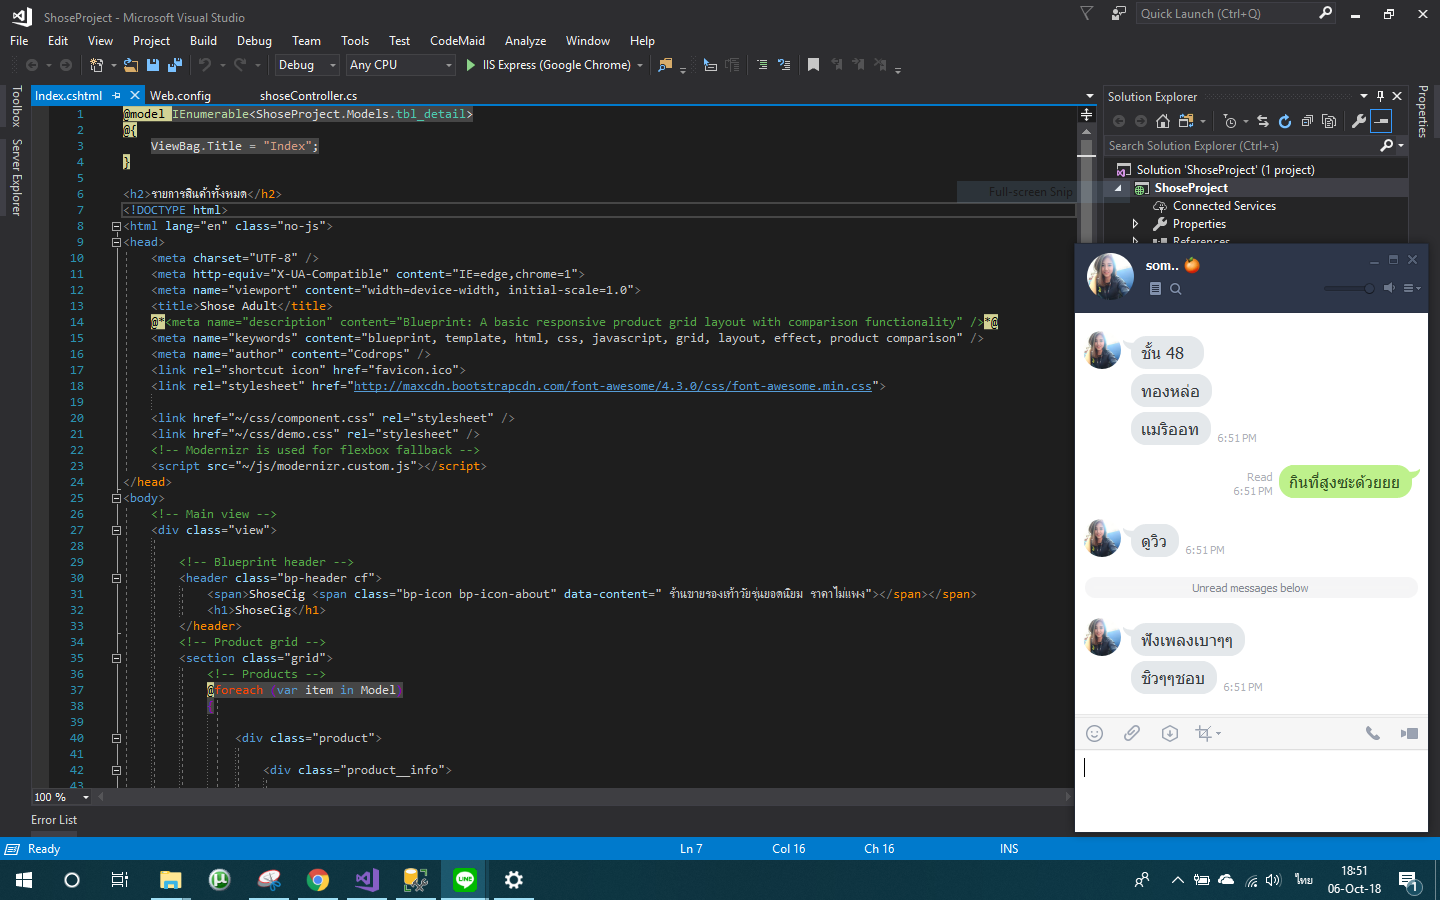 ShoseProject - Microsoft Visual Studio
Quick Launch (Ctrl+Q)
File Edit View Project Build Debug Team Tools Test CodeMaid Analyze Window Help
Debug Any CPU IIS Express (Google Chrome)
Index.cshtml Web.config shoseController.cs
Toolbox
Server Explorer
1 @model IEnumerable<ShoseProject.Models.tbl_detail>
2 @{
3 ViewBag.Title = "Index";
4 }
5
6 <h2>รายการสินค้าทั้งหมด</h2>
7 <!DOCTYPE html>
8 <html lang="en" class="no-js">
9 <head>
10 <meta charset="UTF-8" />
11 <meta http-equiv="X-UA-Compatible" content="IE=edge,chrome=1">
12 <meta name="viewport" content="width=device-width, initial-scale=1.0">
13 <title>Shose Adult</title>
14 @*<meta name="description" content="Blueprint: A basic responsive product grid layout with comparison functionality" />*@
15 <meta name="keywords" content="blueprint, template, html, css, javascript, grid, layout, effect, product comparison" />
16 <meta name="author" content="Codrops" />
17 <link rel="shortcut icon" href="favicon.ico">
18 <link rel="stylesheet" href="http://maxcdn.bootstrapcdn.com/font-awesome/4.3.0/css/font-awesome.min.css">
19
20 <link href="~/css/component.css" rel="stylesheet" />
21 <link href="~/css/demo.css" rel="stylesheet" />
22 <!-- Modernizr is used for flexbox fallback -->
23 <script src="~/js/modernizr.custom.js"></script>
24 </head>
25 <body>
26 <!-- Main view -->
27 <div class="view">
28
29 <!-- Blueprint header -->
30 <header class="bp-header cf">
31 <span>ShoseCig <span class="bp-icon bp-icon-about" data-content=" ร้านขายรองเท้าวัยรุ่นยอดนิยม ราคาไม่แพง"></span></span>
32 <h1>ShoseCig</h1>
33 </header>
34 <!-- Product grid -->
35 <section class="grid">
36 <!-- Products -->
37 @foreach (var item in Model)
38 {
39
40 <div class="product">
41
42 <div class="product__info">
43
100 %
Error List
Ready Ln 7 Col 16 Ch 16 INS
Full-screen Snip
Solution Explorer
Search Solution Explorer (Ctrl+ว)
Solution 'ShoseProject' (1 project)
ShoseProject
Connected Services
Properties
References
Properties
som..
ชั้น 48
ทองหล่อ
แมริออท
6:51 PM
Read
6:51 PM
กินที่สูงซะด้วยยย
ดูวิว
6:51 PM
Unread messages below
ฟังเพลงเบาๆๆ
ชิวๆๆชอบ
6:51 PM
ไทย
18:51
06-Oct-18
1